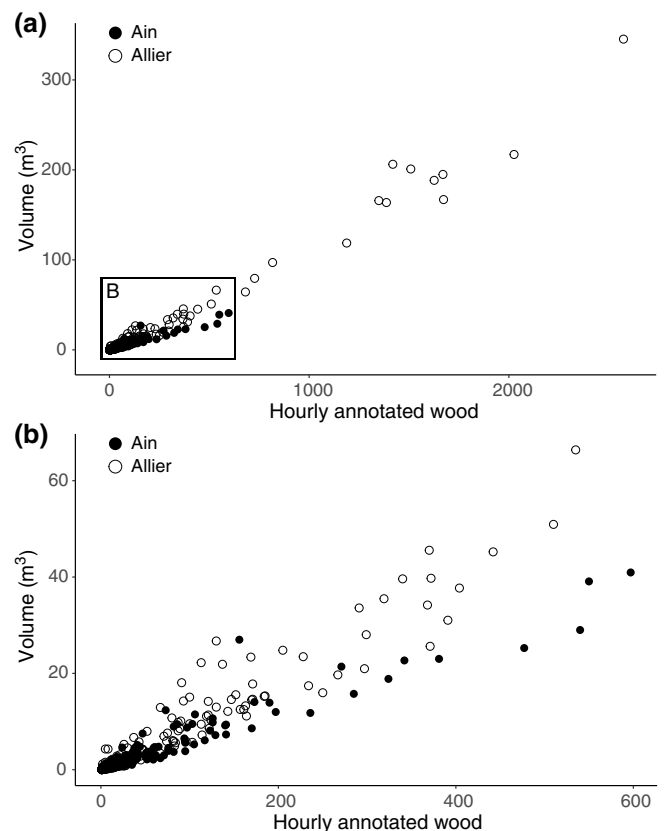 (a)
Ain
Allier
300
200
100
0
Volume (m³)
B
0 1000 2000
Hourly annotated wood
(b)
Ain
Allier
60
40
20
0
Volume (m³)
0 200 400 600
Hourly annotated wood